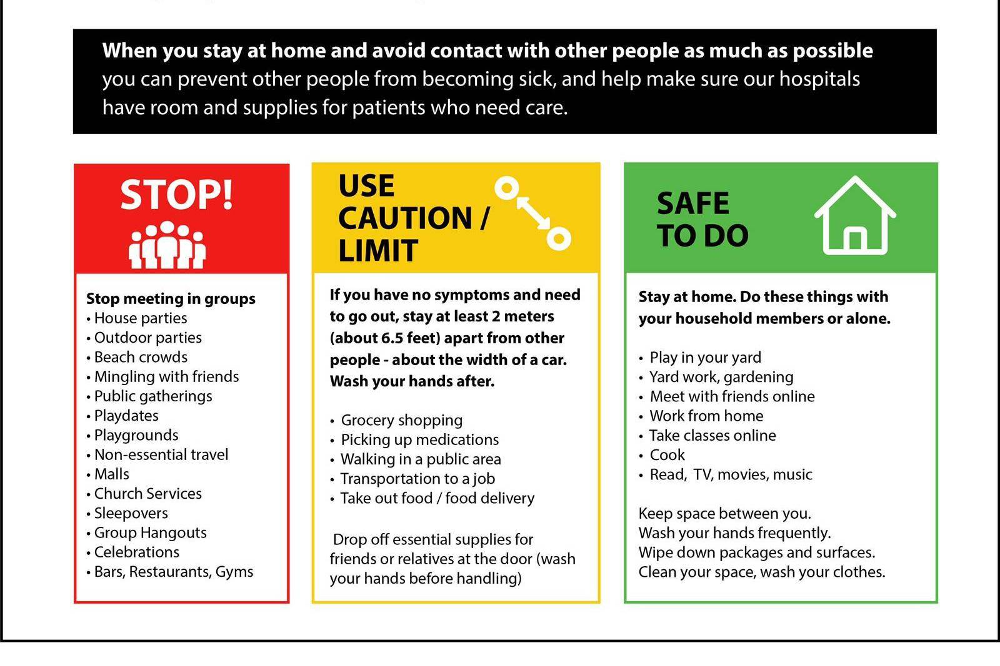 When you stay at home and avoid contact with other people as much as possible
you can prevent other people from becoming sick, and help make sure our hospitals
have room and supplies for patients who need care.
STOP!
Stop meeting in groups
• House parties
• Outdoor parties
• Beach crowds
• Mingling with friends
• Public gatherings
• Playdates
• Playgrounds
• Non-essential travel
• Malls
• Church Services
• Sleepovers
• Group Hangouts
• Celebrations
• Bars, Restaurants, Gyms
USE
CAUTION /
LIMIT
If you have no symptoms and need
to go out, stay at least 2 meters
(about 6.5 feet) apart from other
people - about the width of a car.
Wash your hands after.
• Grocery shopping
• Picking up medications
• Walking in a public area
• Transportation to a job
• Take out food / food delivery
Drop off essential supplies for
friends or relatives at the door (wash
your hands before handling)
SAFE
TO DO
Stay at home. Do these things with
your household members or alone.
• Play in your yard
• Yard work, gardening
• Meet with friends online
• Work from home
• Take classes online
• Cook
• Read, TV, movies, music
Keep space between you.
Wash your hands frequently.
Wipe down packages and surfaces.
Clean your space, wash your clothes.